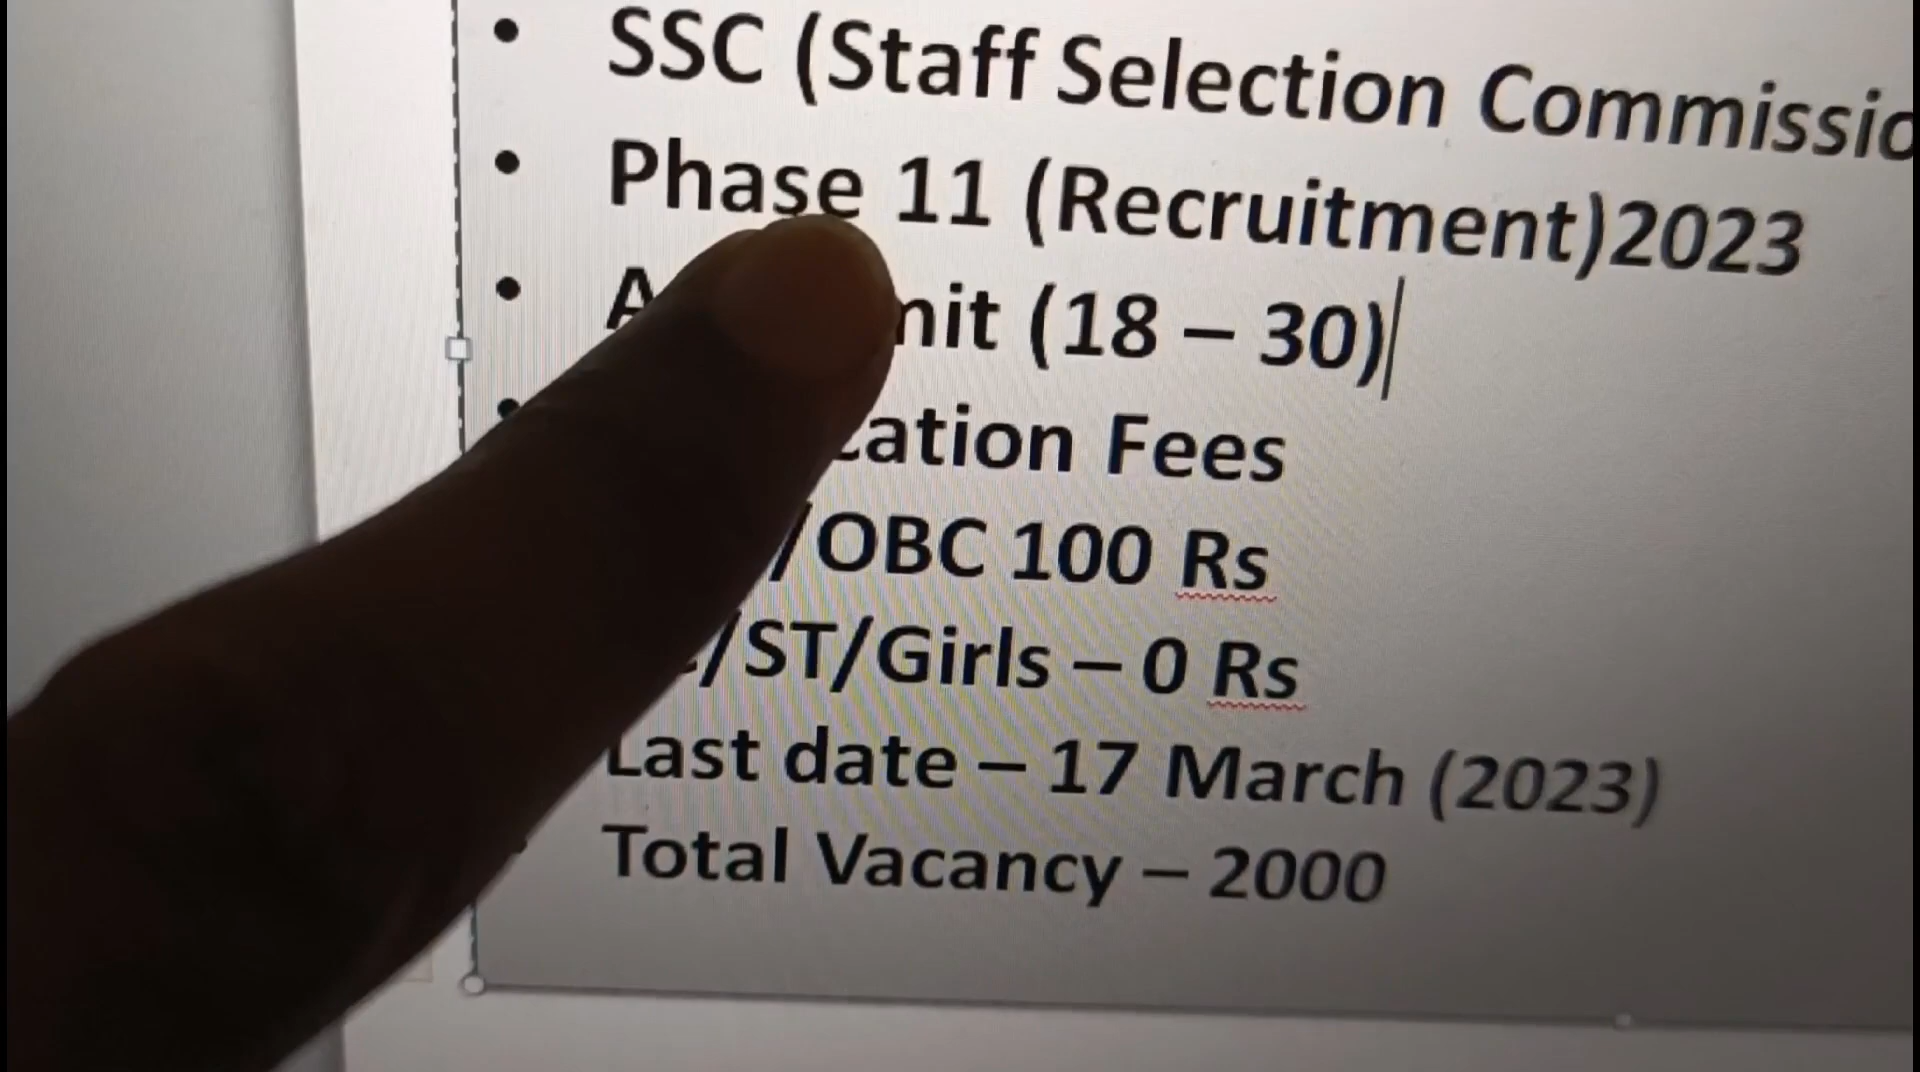 • SSC (Staff Selection Commissio
• Phase 11 (Recruitment)2023
• (18 – 30)
• Fees
/OBC 100 Rs
/ST/Girls – 0 Rs
Last date – 17 March (2023)
Total Vacancy – 2000